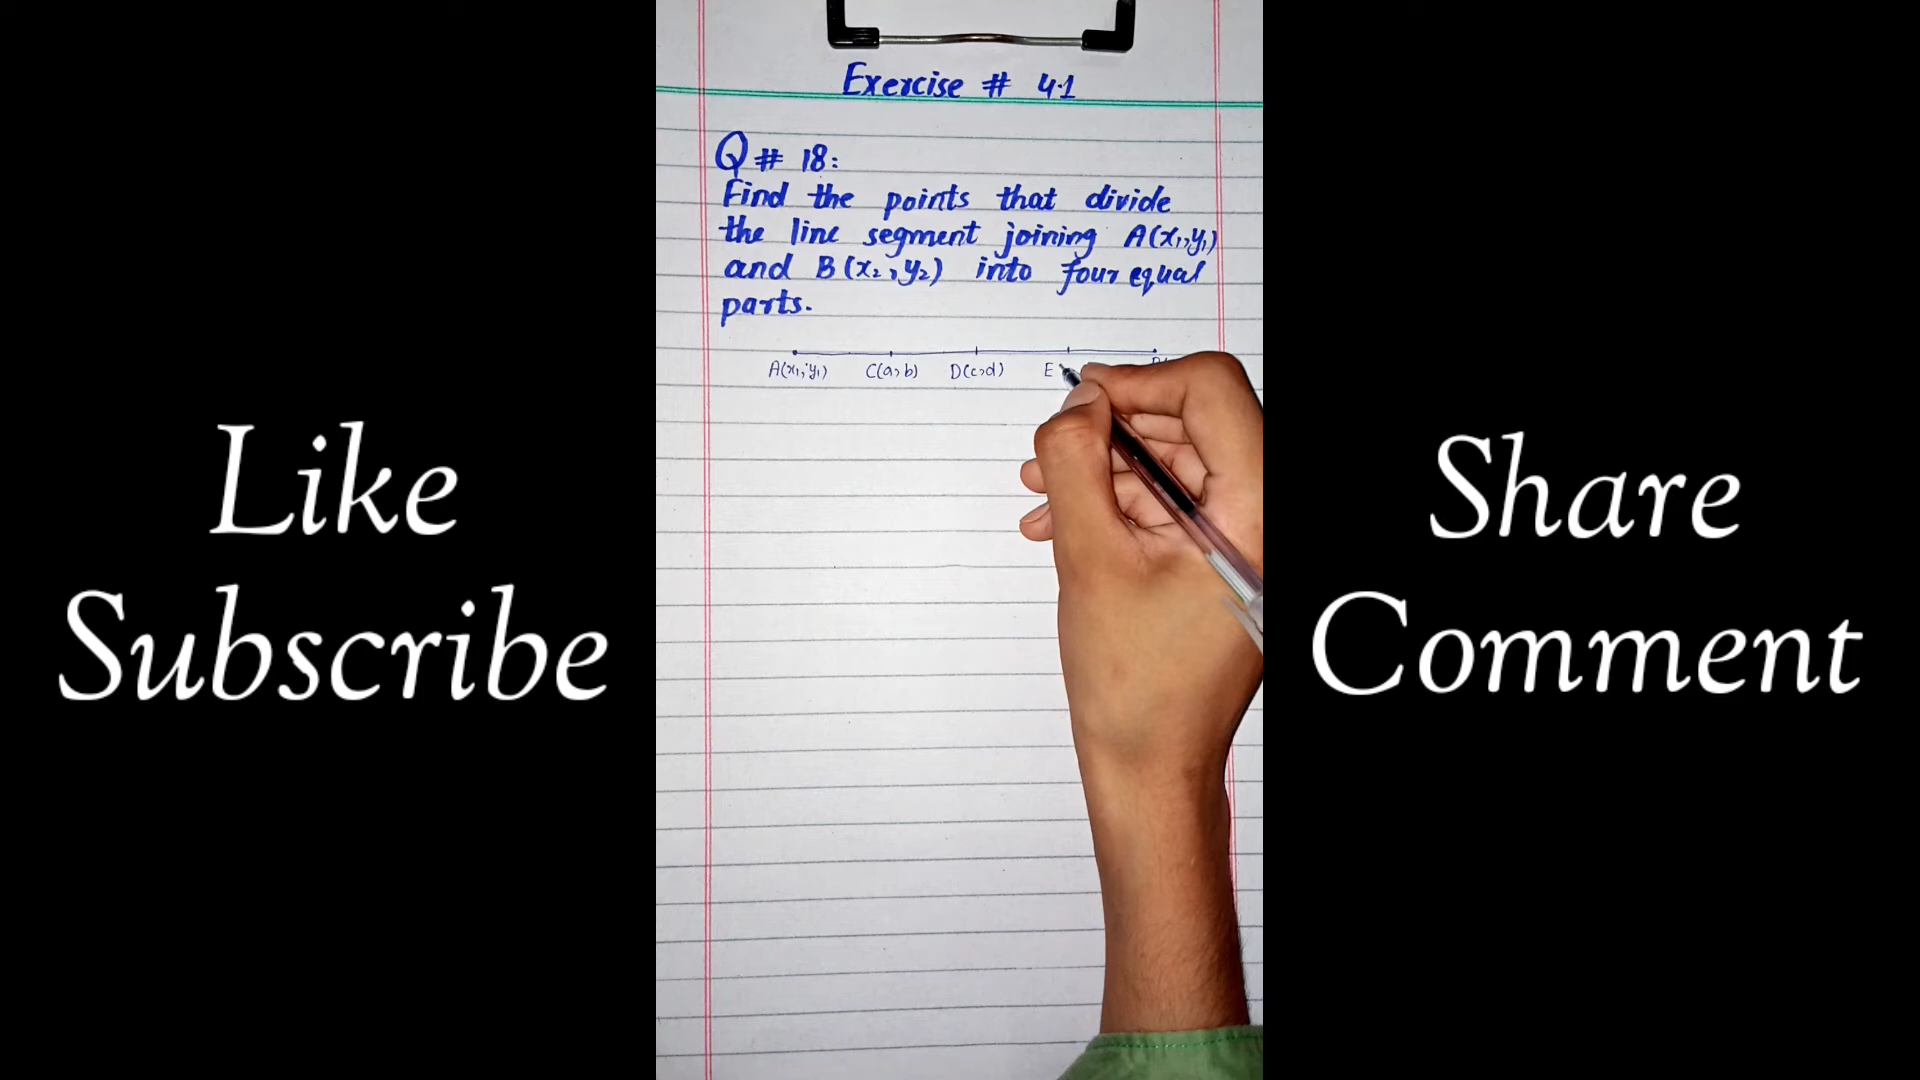 Exercise # 4.1
Q # 18:
Find the points that divide
the line segment joining A(x₁,y₁)
and B(x₂,y₂) into four equal
parts.
A(x₁,y₁) C(a,b) D(c,d) E
Like
Subscribe
Share
Comment